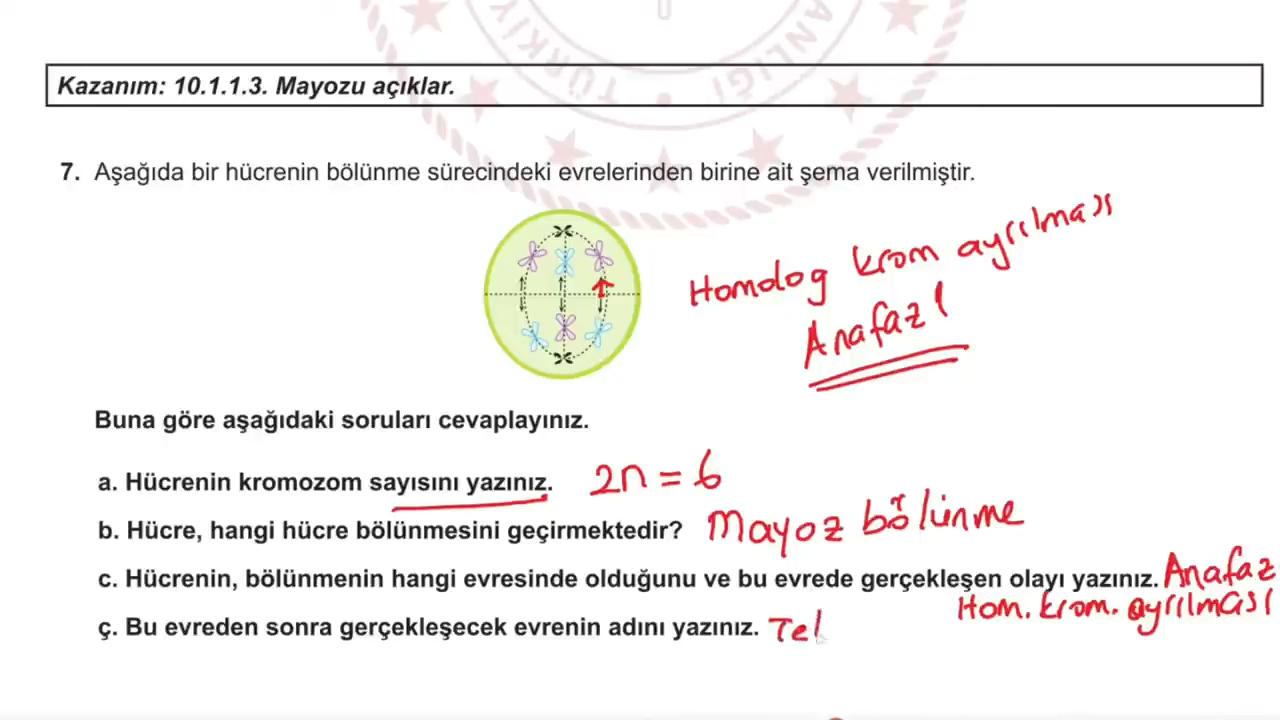 TÜRKİY
ANLIĞI
Kazanım: 10.1.1.3. Mayozu açıklar.
7. Aşağıda bir hücrenin bölünme sürecindeki evrelerinden birine ait şema verilmiştir.
Homolog krom ayrılması
Anafaz 1
Buna göre aşağıdaki soruları cevaplayınız.
a. Hücrenin kromozom sayısını yazınız. 2n = 6
b. Hücre, hangi hücre bölünmesini geçirmektedir? Mayoz bölünme
c. Hücrenin, bölünmenin hangi evresinde olduğunu ve bu evrede gerçekleşen olayı yazınız. Anafaz
Hom. krom. ayrılması
ç. Bu evreden sonra gerçekleşecek evrenin adını yazınız. Tel